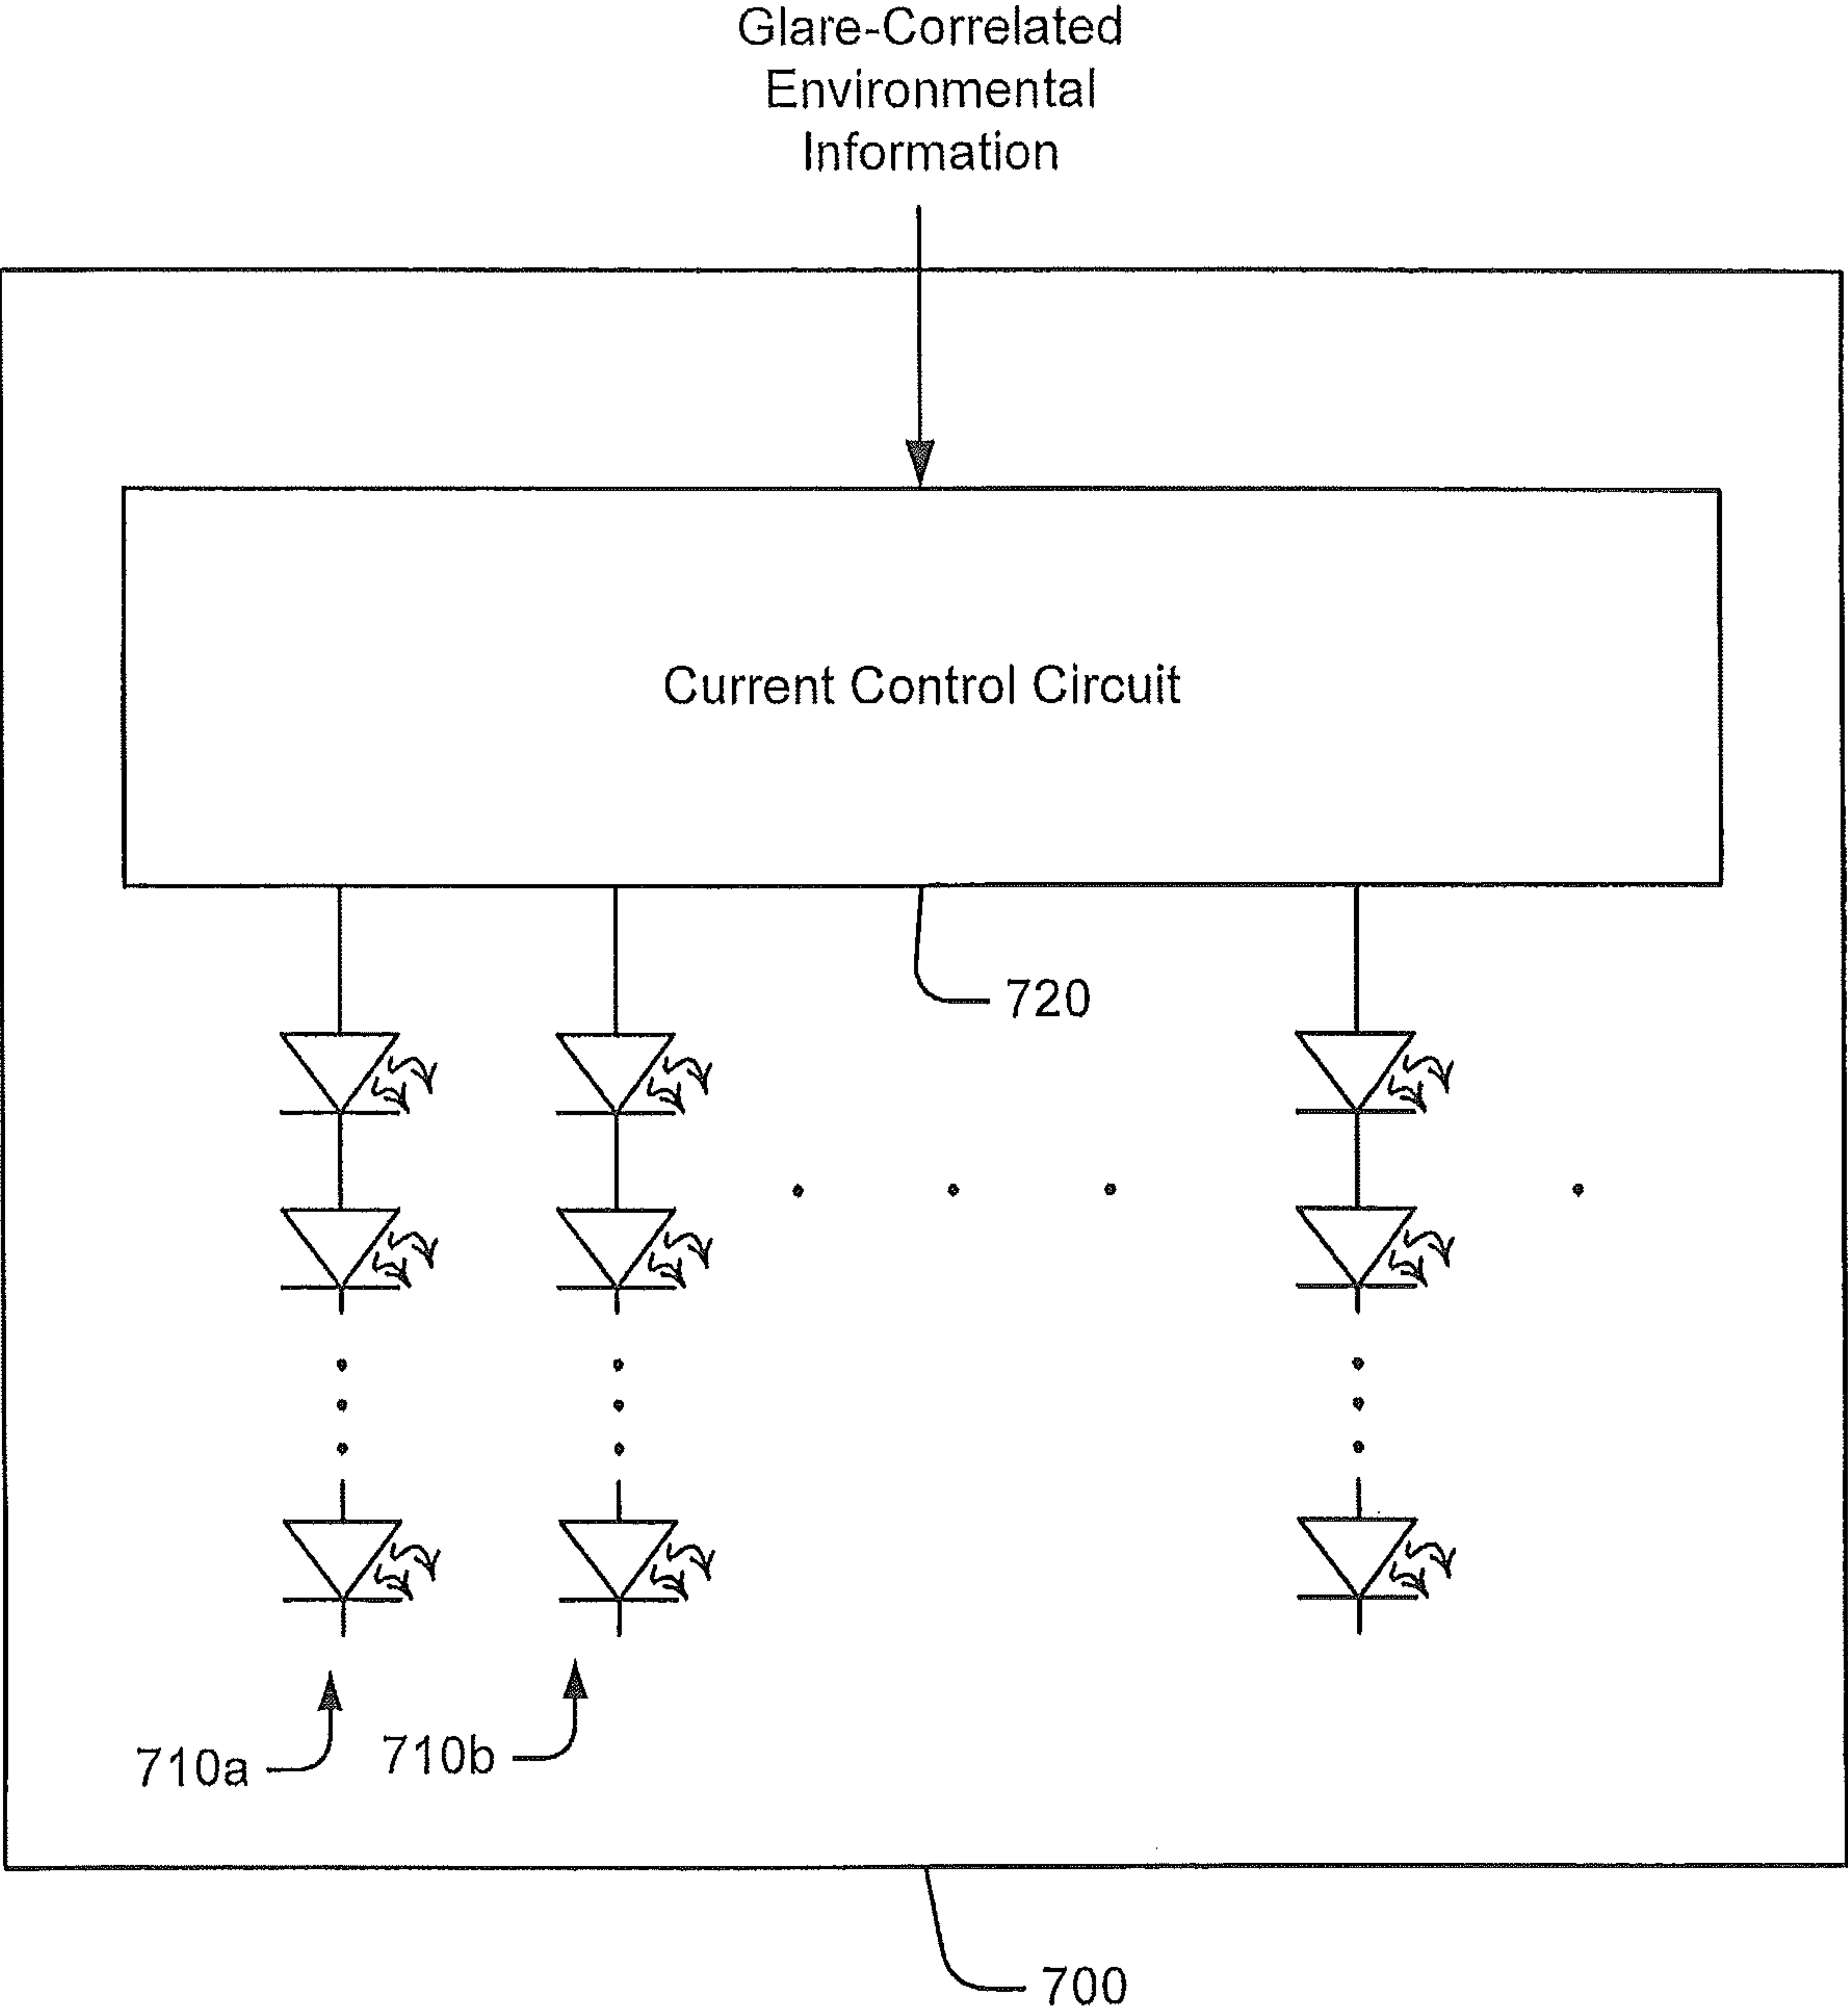 Glare-Correlated
Environmental
Information
Current Control Circuit
720
710a
710b
700